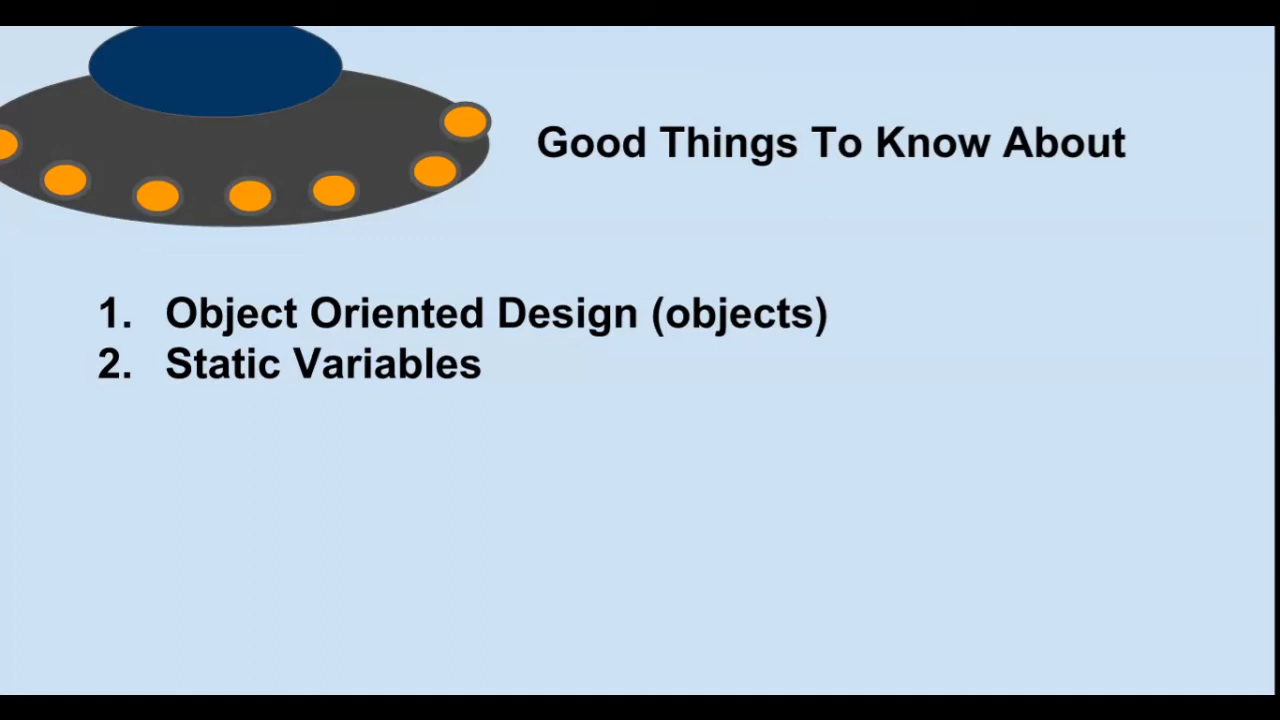 Good Things To Know About
1. Object Oriented Design (objects)
2. Static Variables